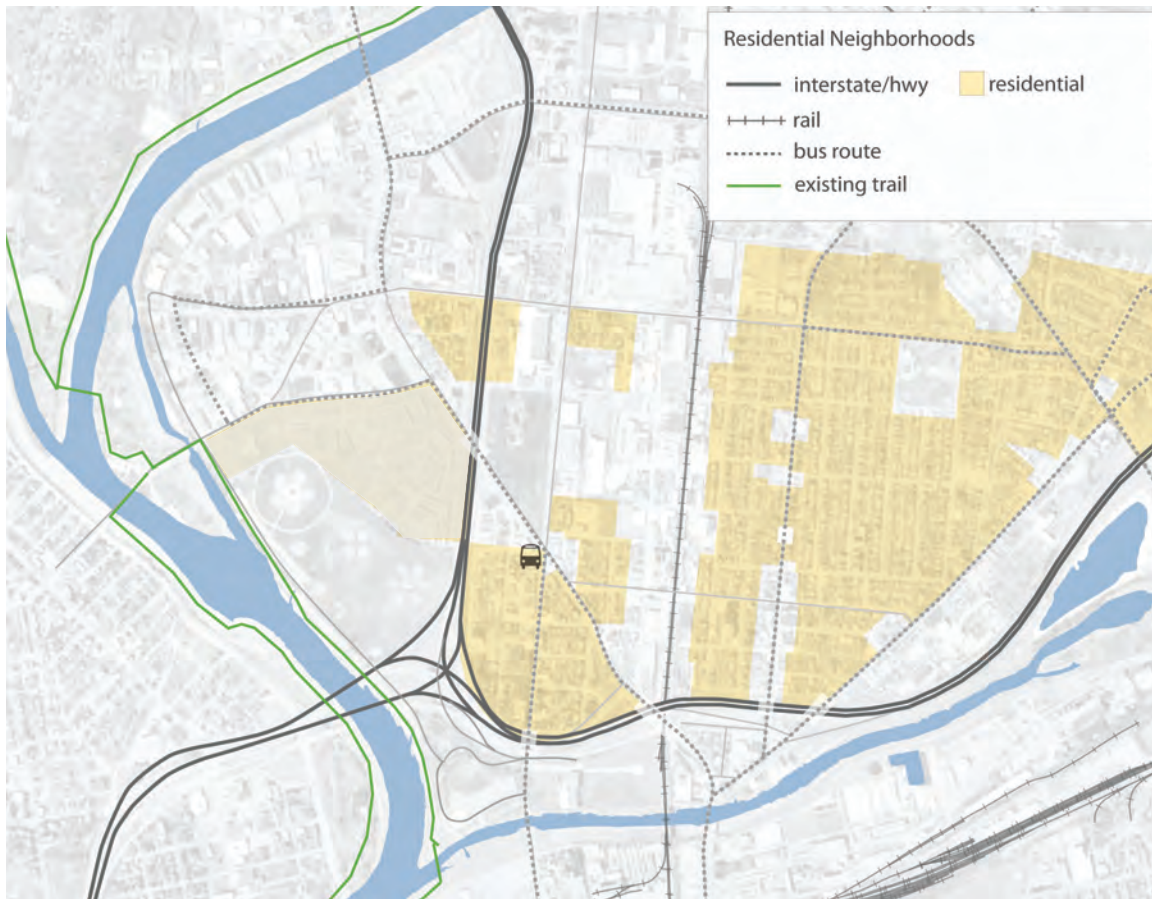 Residential Neighborhoods
interstate/hwy residential
rail
bus route
existing trail